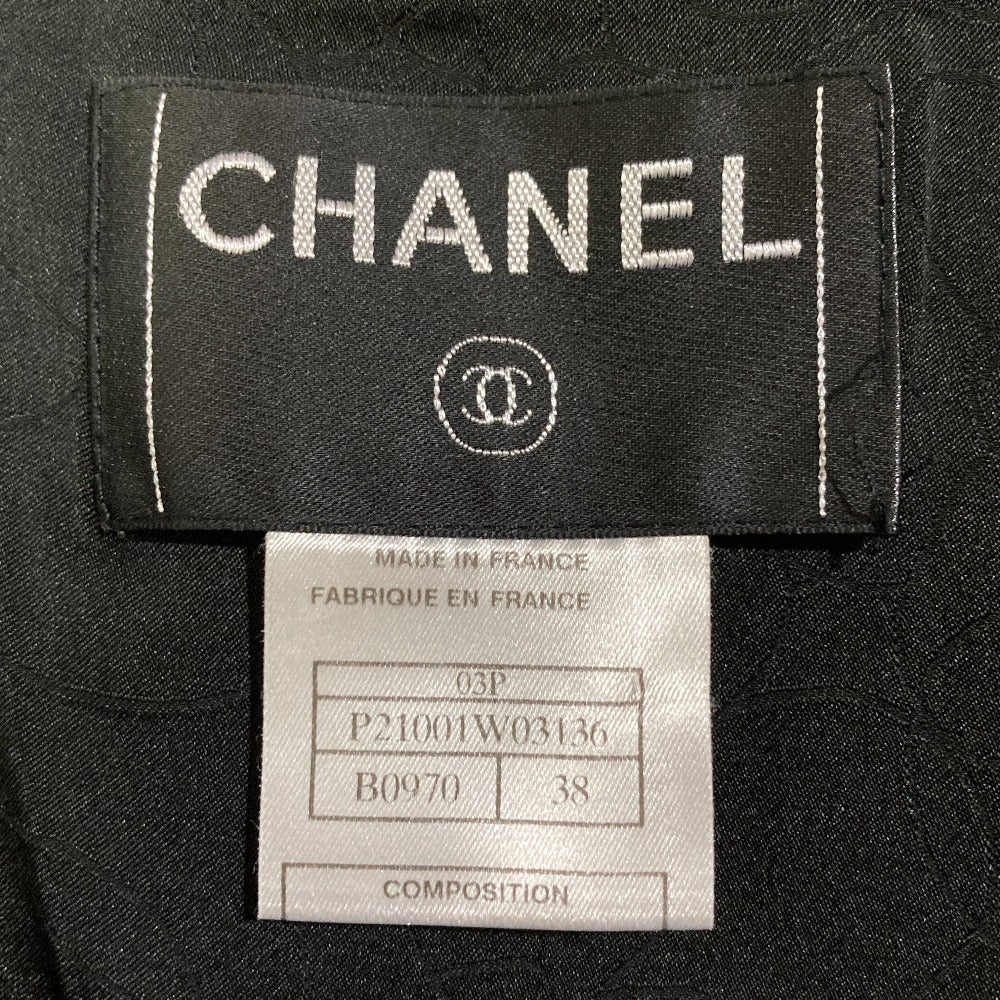 CHANEL
MADE IN FRANCE
FABRIQUE EN FRANCE
03P
P21001W03136
B0970 38
COMPOSITION